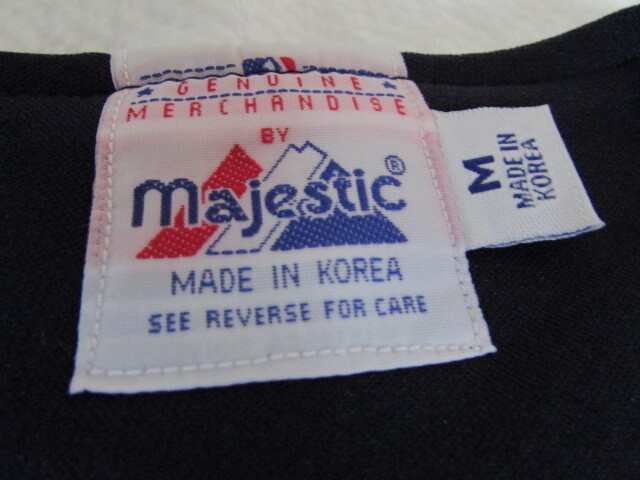 GENUINE
MERCHANDISE
BY
majestic®
MADE IN KOREA
SEE REVERSE FOR CARE
M
MADE IN
KOREA